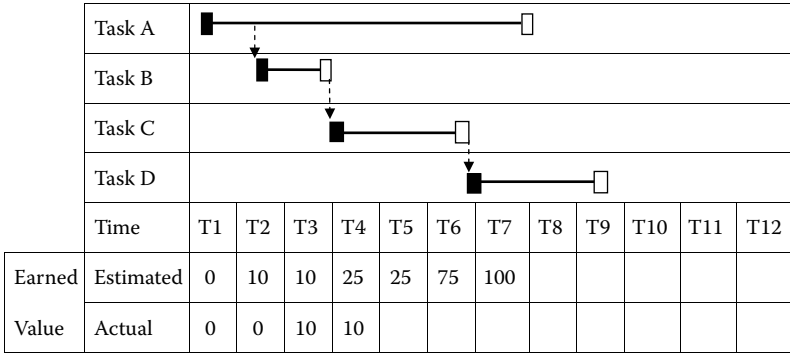 Task A
Task B
Task C
Task D
Time T1 T2 T3 T4 T5 T6 T7 T8 T9 T10 T11 T12
Earned Estimated 0 10 10 25 25 75 100
Value Actual 0 0 10 10